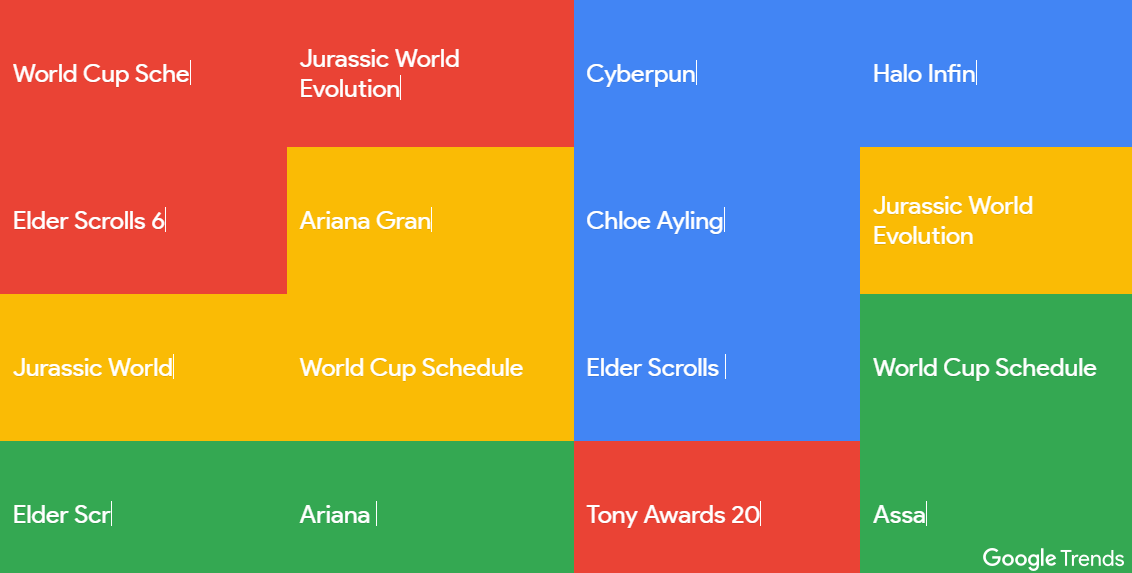 World Cup Sche
Jurassic World
Evolution
Cyberpun
Halo Infin
Elder Scrolls 6
Ariana Gran
Chloe Ayling
Jurassic World
Evolution
Jurassic World
World Cup Schedule
Elder Scrolls
World Cup Schedule
Elder Scr
Ariana
Tony Awards 20
Assa
Google Trends